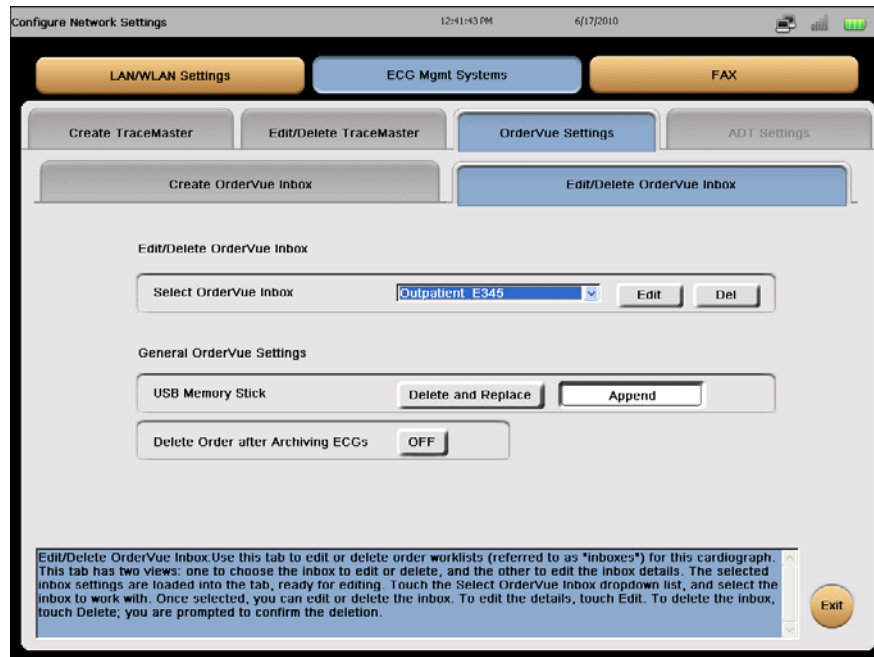 Configure Network Settings 12:41:43 PM 6/17/2010
LAN/WLAN Settings ECG Mgmt Systems FAX
Create TraceMaster Edit/Delete TraceMaster OrderVue Settings ADT Settings
Create OrderVue Inbox Edit/Delete OrderVue Inbox
Edit/Delete OrderVue Inbox
Select OrderVue Inbox Outpatient E345 Edit Del
General OrderVue Settings
USB Memory Stick Delete and Replace Append
Delete Order after Archiving ECGs OFF
Edit/Delete OrderVue Inbox:Use this tab to edit or delete order worklists (referred to as "inboxes") for this cardiograph.
This tab has two views: one to choose the inbox to edit or delete, and the other to edit the inbox details. The selected
inbox settings are loaded into the tab, ready for editing. Touch the Select OrderVue Inbox dropdown list, and select the
inbox to work with. Once selected, you can edit or delete the inbox. To edit the details, touch Edit. To delete the inbox,
touch Delete; you are prompted to confirm the deletion.
Exit